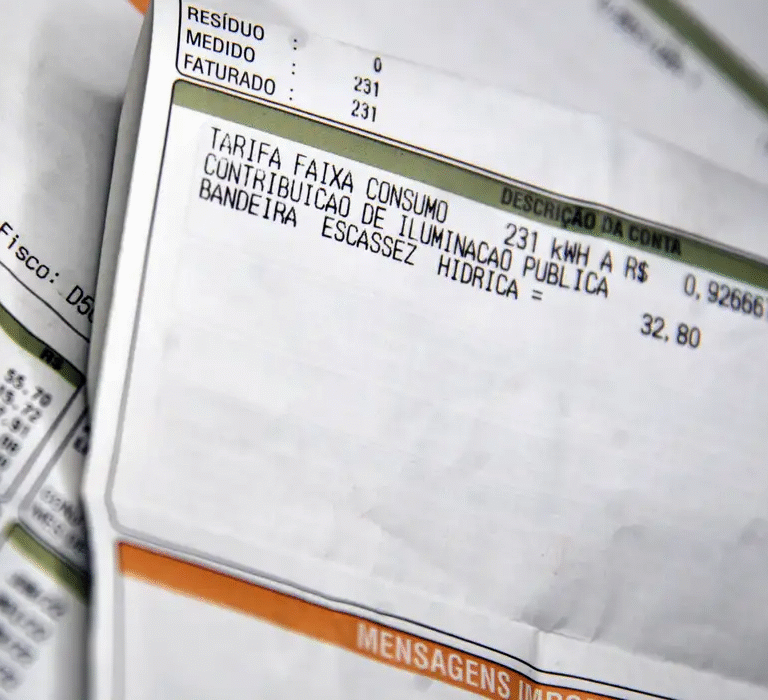 RESÍDUO : 0
MEDIDO : 231
FATURADO : 231
DESCRIÇÃO DA CONTA
TARIFA FAIXA CONSUMO 231 kWH A R$ 0,926667
CONTRIBUICAO DE ILUMINACAO PUBLICA
BANDEIRA ESCASSEZ HIDRICA = 32,80
Fisco:
R$
55.70
MENSAGENS